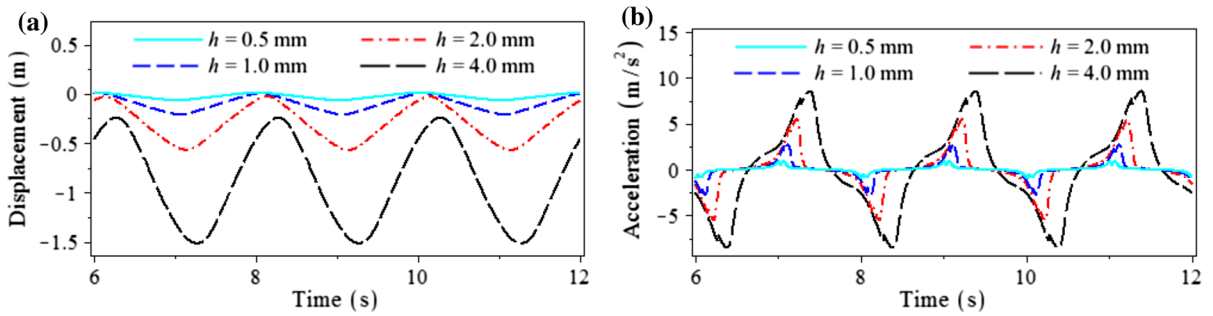 (a)
0.5
0
−0.5
−1
−1.5
Displacement (m)
h = 0.5 mm
h = 2.0 mm
h = 1.0 mm
h = 4.0 mm
6
8
10
12
Time (s)
(b)
15
10
5
0
−5
Acceleration (m/s²)
h = 0.5 mm
h = 2.0 mm
h = 1.0 mm
h = 4.0 mm
6
8
10
12
Time (s)